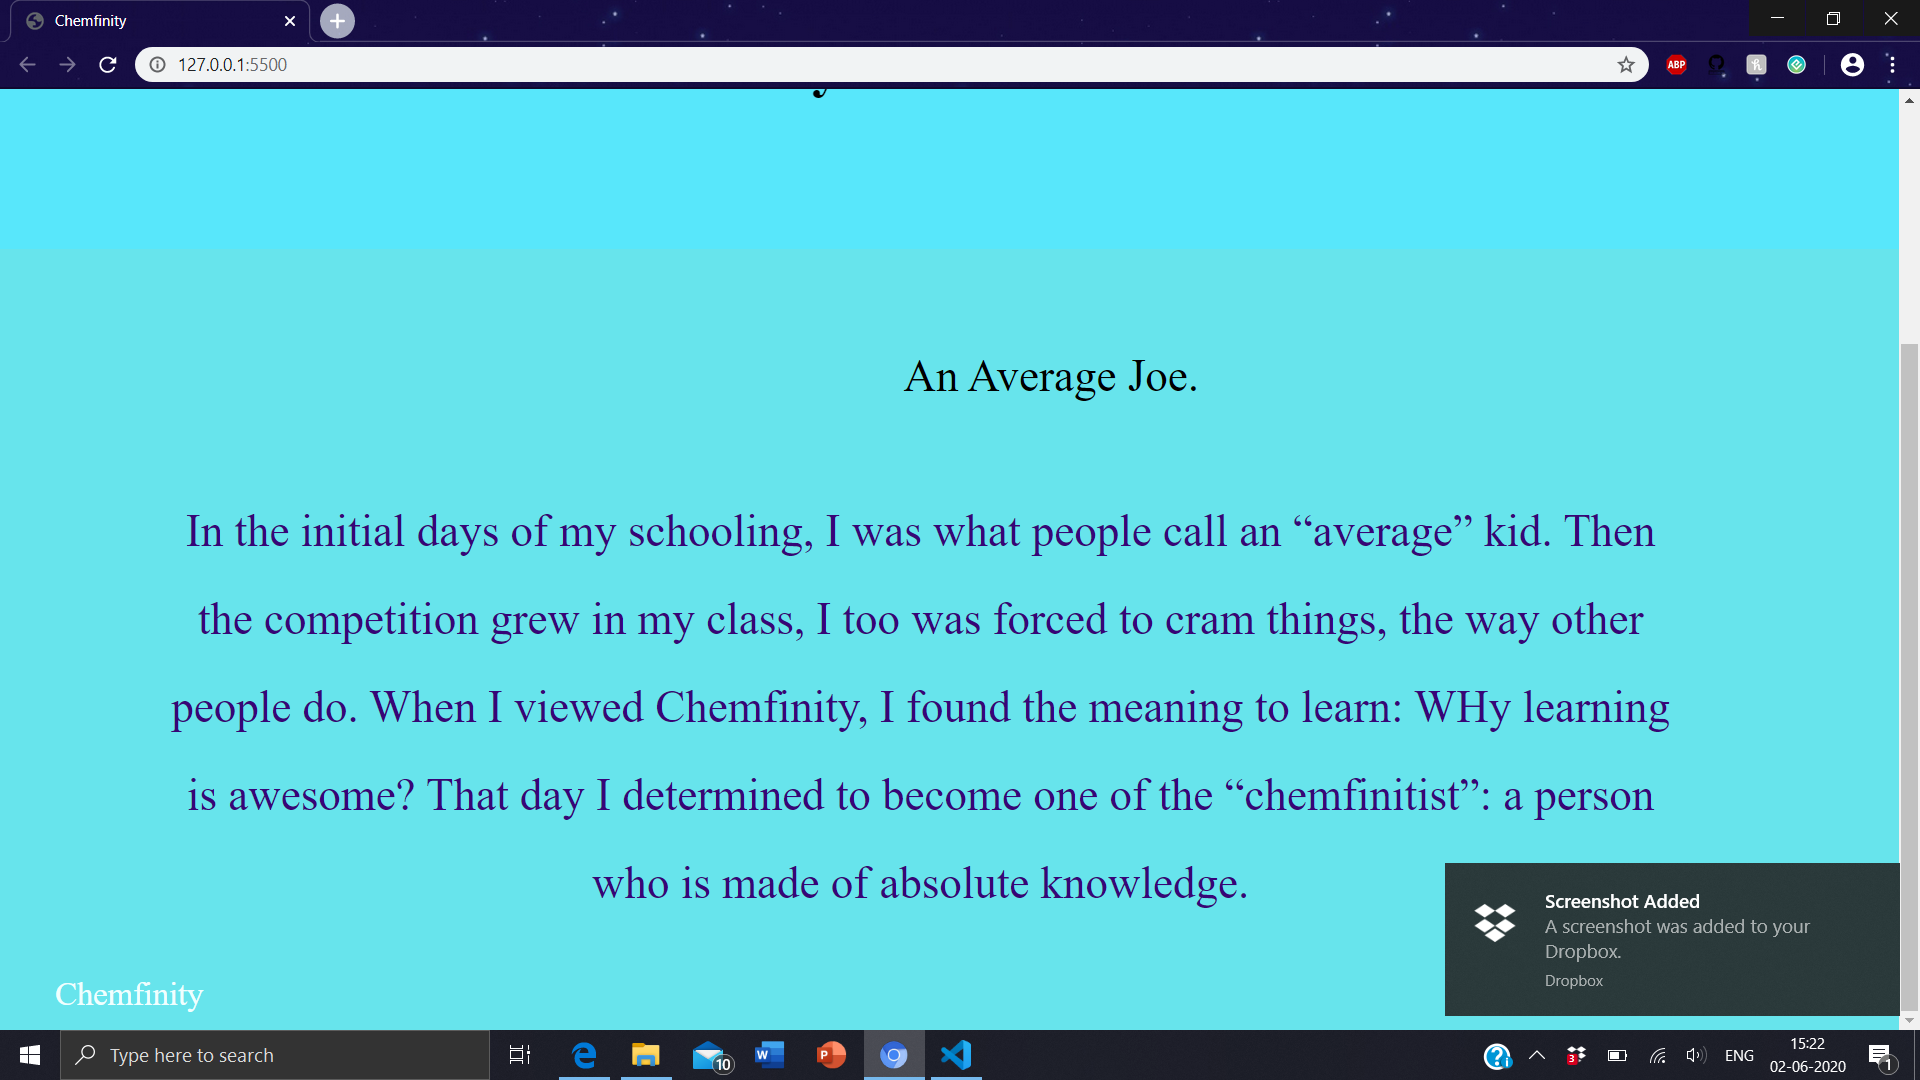 Chemfinity
127.0.0.1:5500
ABP
An Average Joe.
In the initial days of my schooling, I was what people call an “average” kid. Then
the competition grew in my class, I too was forced to cram things, the way other
people do. When I viewed Chemfinity, I found the meaning to learn: WHy learning
is awesome? That day I determined to become one of the “chemfinitist”: a person
who is made of absolute knowledge.
Screenshot Added
A screenshot was added to your
Dropbox.
Dropbox
Chemfinity
Type here to search
10
3
ENG
15:22
02-06-2020
1